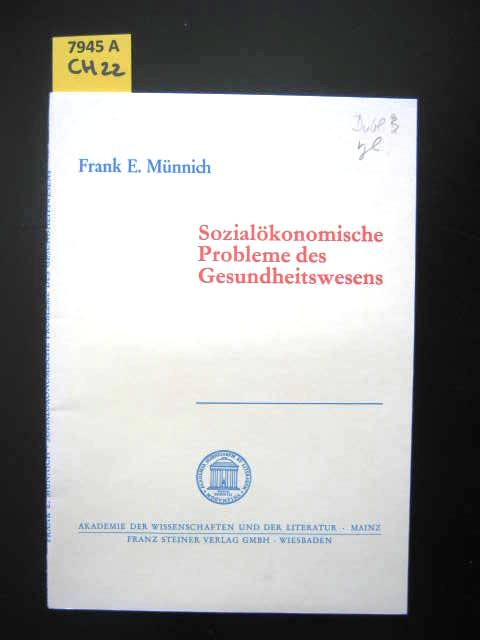 7945 A
CH 22
Frank E. Münnich
Sozialökonomische
Probleme des
Gesundheitswesens
AKADEMIE DER WISSENSCHAFTEN UND DER LITERATUR · MAINZ
FRANZ STEINER VERLAG GMBH · WIESBADEN